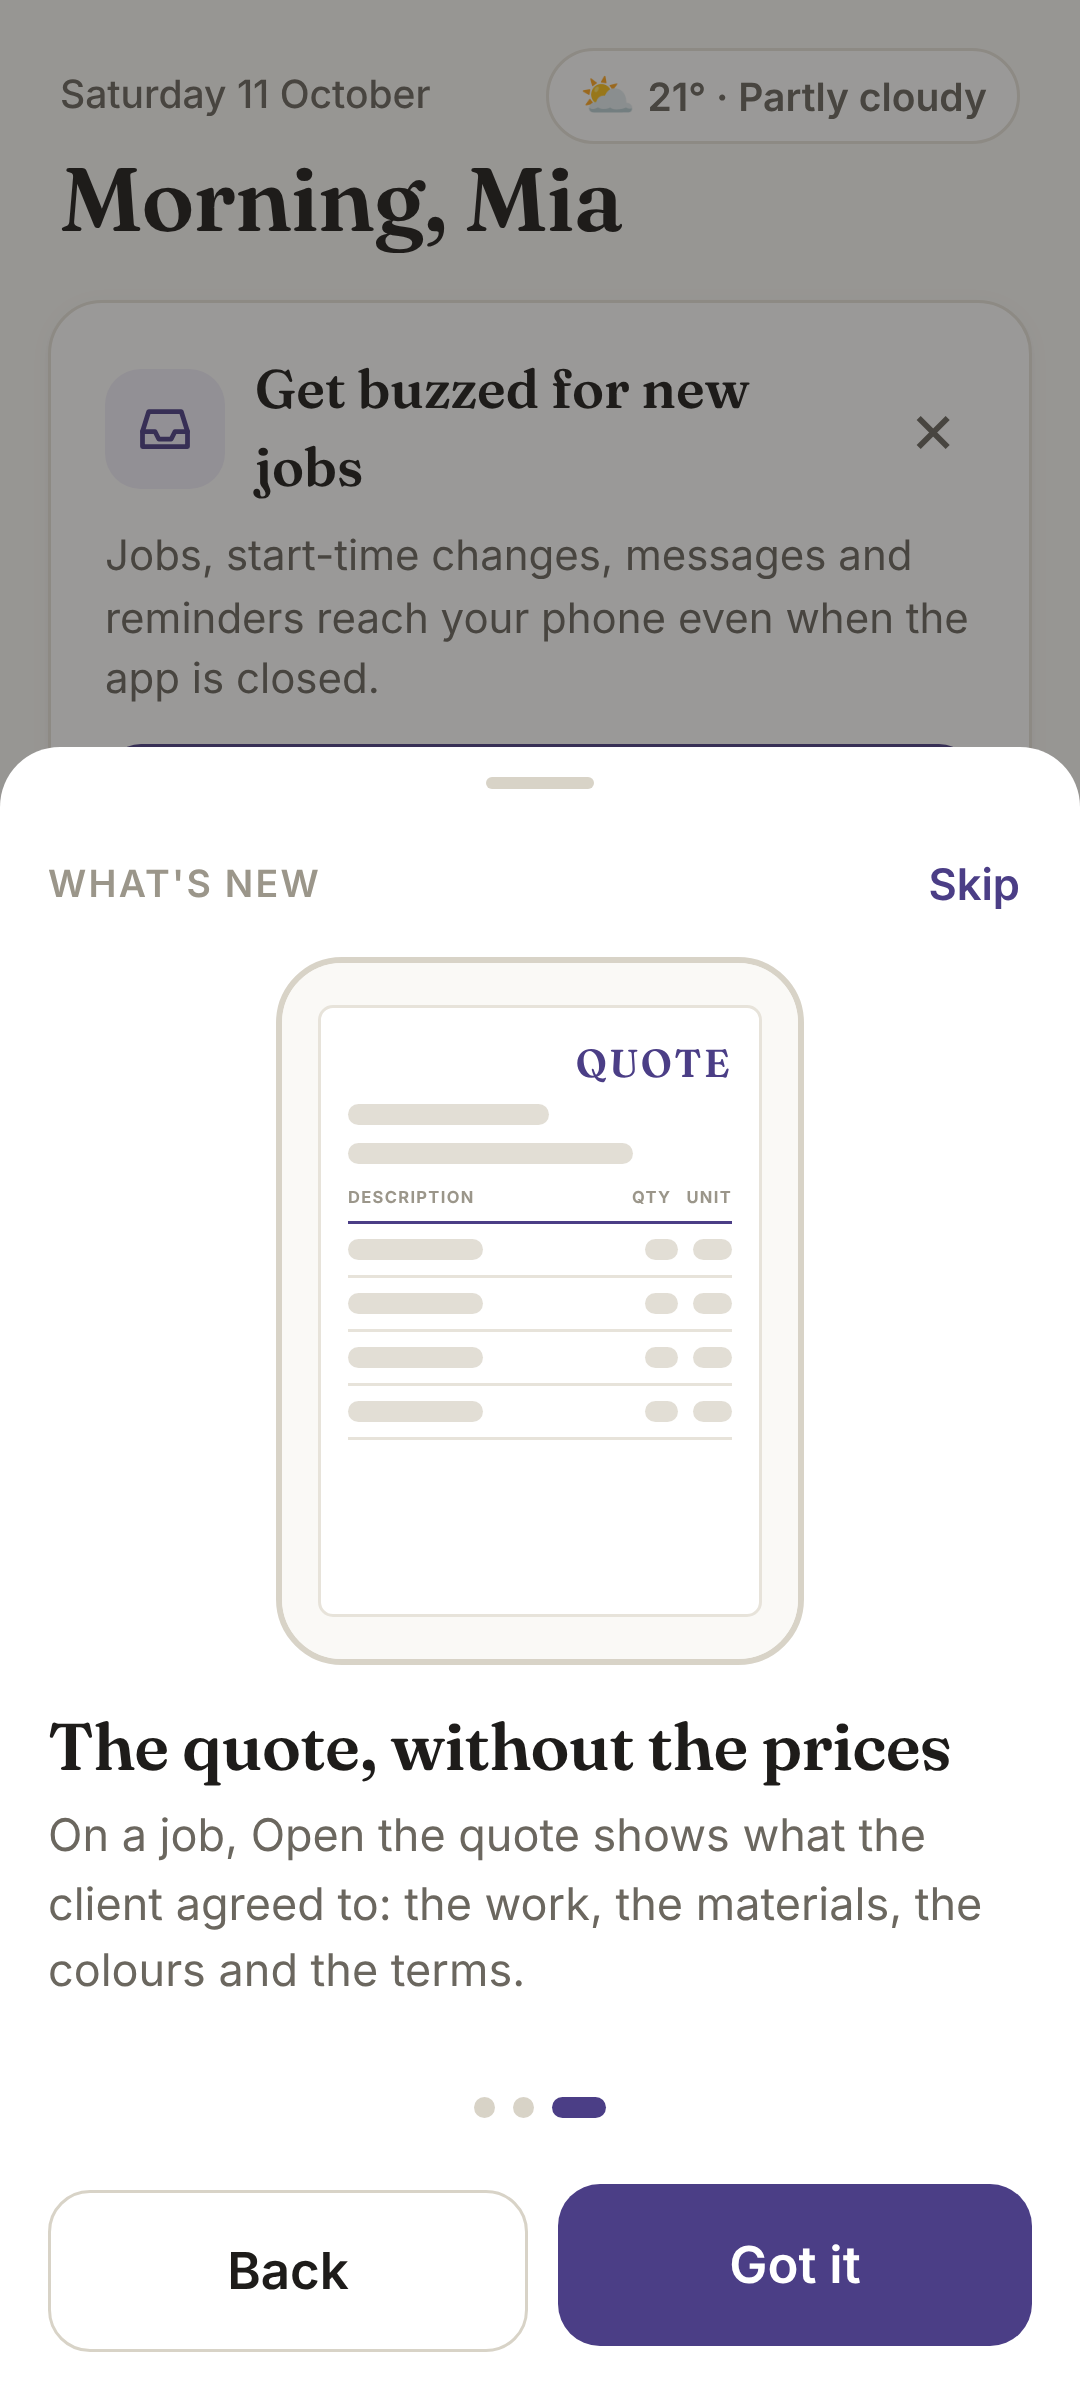 Saturday 11 October
21° · Partly cloudy
Morning, Mia
Get buzzed for new
jobs
Jobs, start-time changes, messages and
reminders reach your phone even when the
app is closed.
WHAT'S NEW
Skip
QUOTE
DESCRIPTION QTY UNIT
The quote, without the prices
On a job, Open the quote shows what the
client agreed to: the work, the materials, the
colours and the terms.
Back
Got it